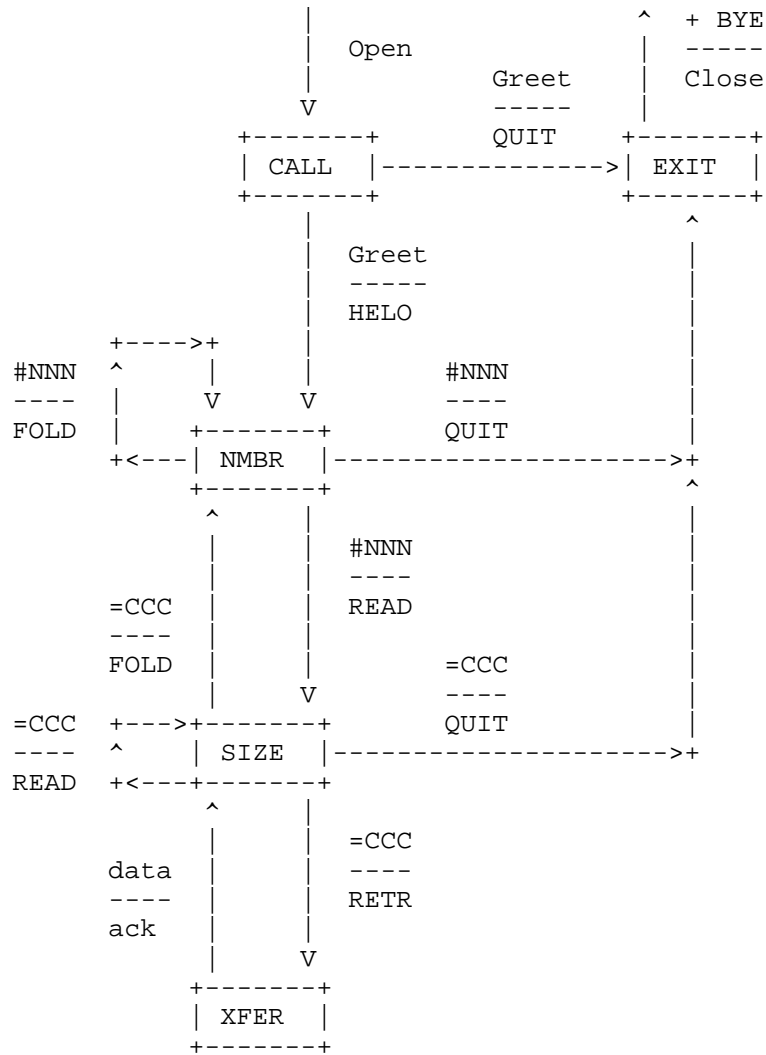 |                    ^  + BYE
                   |  Open              |  -----
                   |           Greet    |  Close
                   |           -----    |
                   V           QUIT     |
               +-------+            +-------+
               | CALL  |----------->| EXIT  |
               +-------+            +-------+
                   |                    ^
                   |  Greet             |
                   |  -----             |
                   |  HELO              |
       +---->+     |                    |
#NNN   ^     |     |        #NNN        |
----   |     V     V        ----        |
FOLD   |    +-------+       QUIT        |
       +<---| NMBR  |------------------>+
            +-------+                   ^
             ^     |                    |
             |     |  #NNN              |
             |     |  ----              |
       =CCC  |     |  READ              |
       ----  |     |                    |
       FOLD  |     |        =CCC        |
             |     V        ----        |
=CCC   +--->+-------+       QUIT        |
----   ^    | SIZE  |------------------>+
READ   +<---+-------+
             ^     |
             |     |  =CCC
       data  |     |  ----
       ----  |     |  RETR
       ack   |     |
             |     V
            +-------+
            | XFER  |
            +-------+